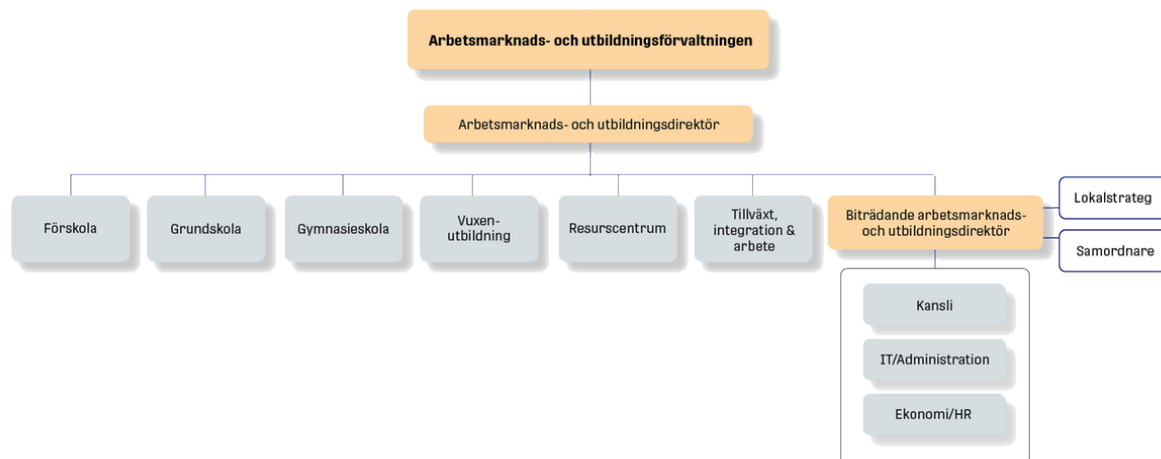 Arbetsmarknads- och utbildningsförvaltningen
Arbetsmarknads- och utbildningsdirektör
Förskola
Grundskola
Gymnasieskola
Vuxen-
utbildning
Resurscentrum
Tillväxt,
integration &
arbete
Biträdande arbetsmarknads-
och utbildningsdirektör
Lokalstrateg
Samordnare
Kansli
IT/Administration
Ekonomi/HR